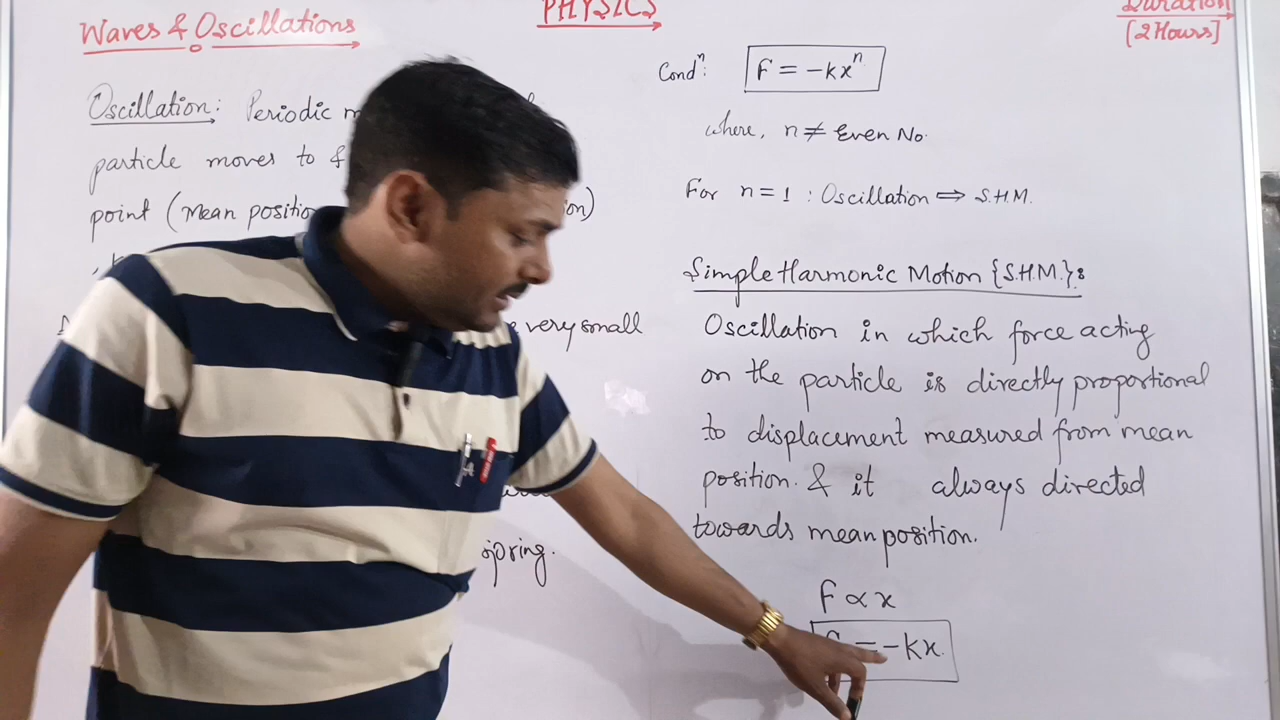 PHYSICS
Duration
[2 Hours]
Waves & Oscillations
Oscillation: Periodic
particle moves to &
point (Mean
very small
spring.
Condⁿ: F = -kxⁿ
where, n ≠ Even No.
For n = 1 : Oscillation ⇒ S.H.M.
Simple Harmonic Motion {S.H.M.}:
Oscillation in which force acting
on the particle is directly proportional
to displacement measured from mean
position. & it always directed
towards mean position.
F ∝ x
= -kx.